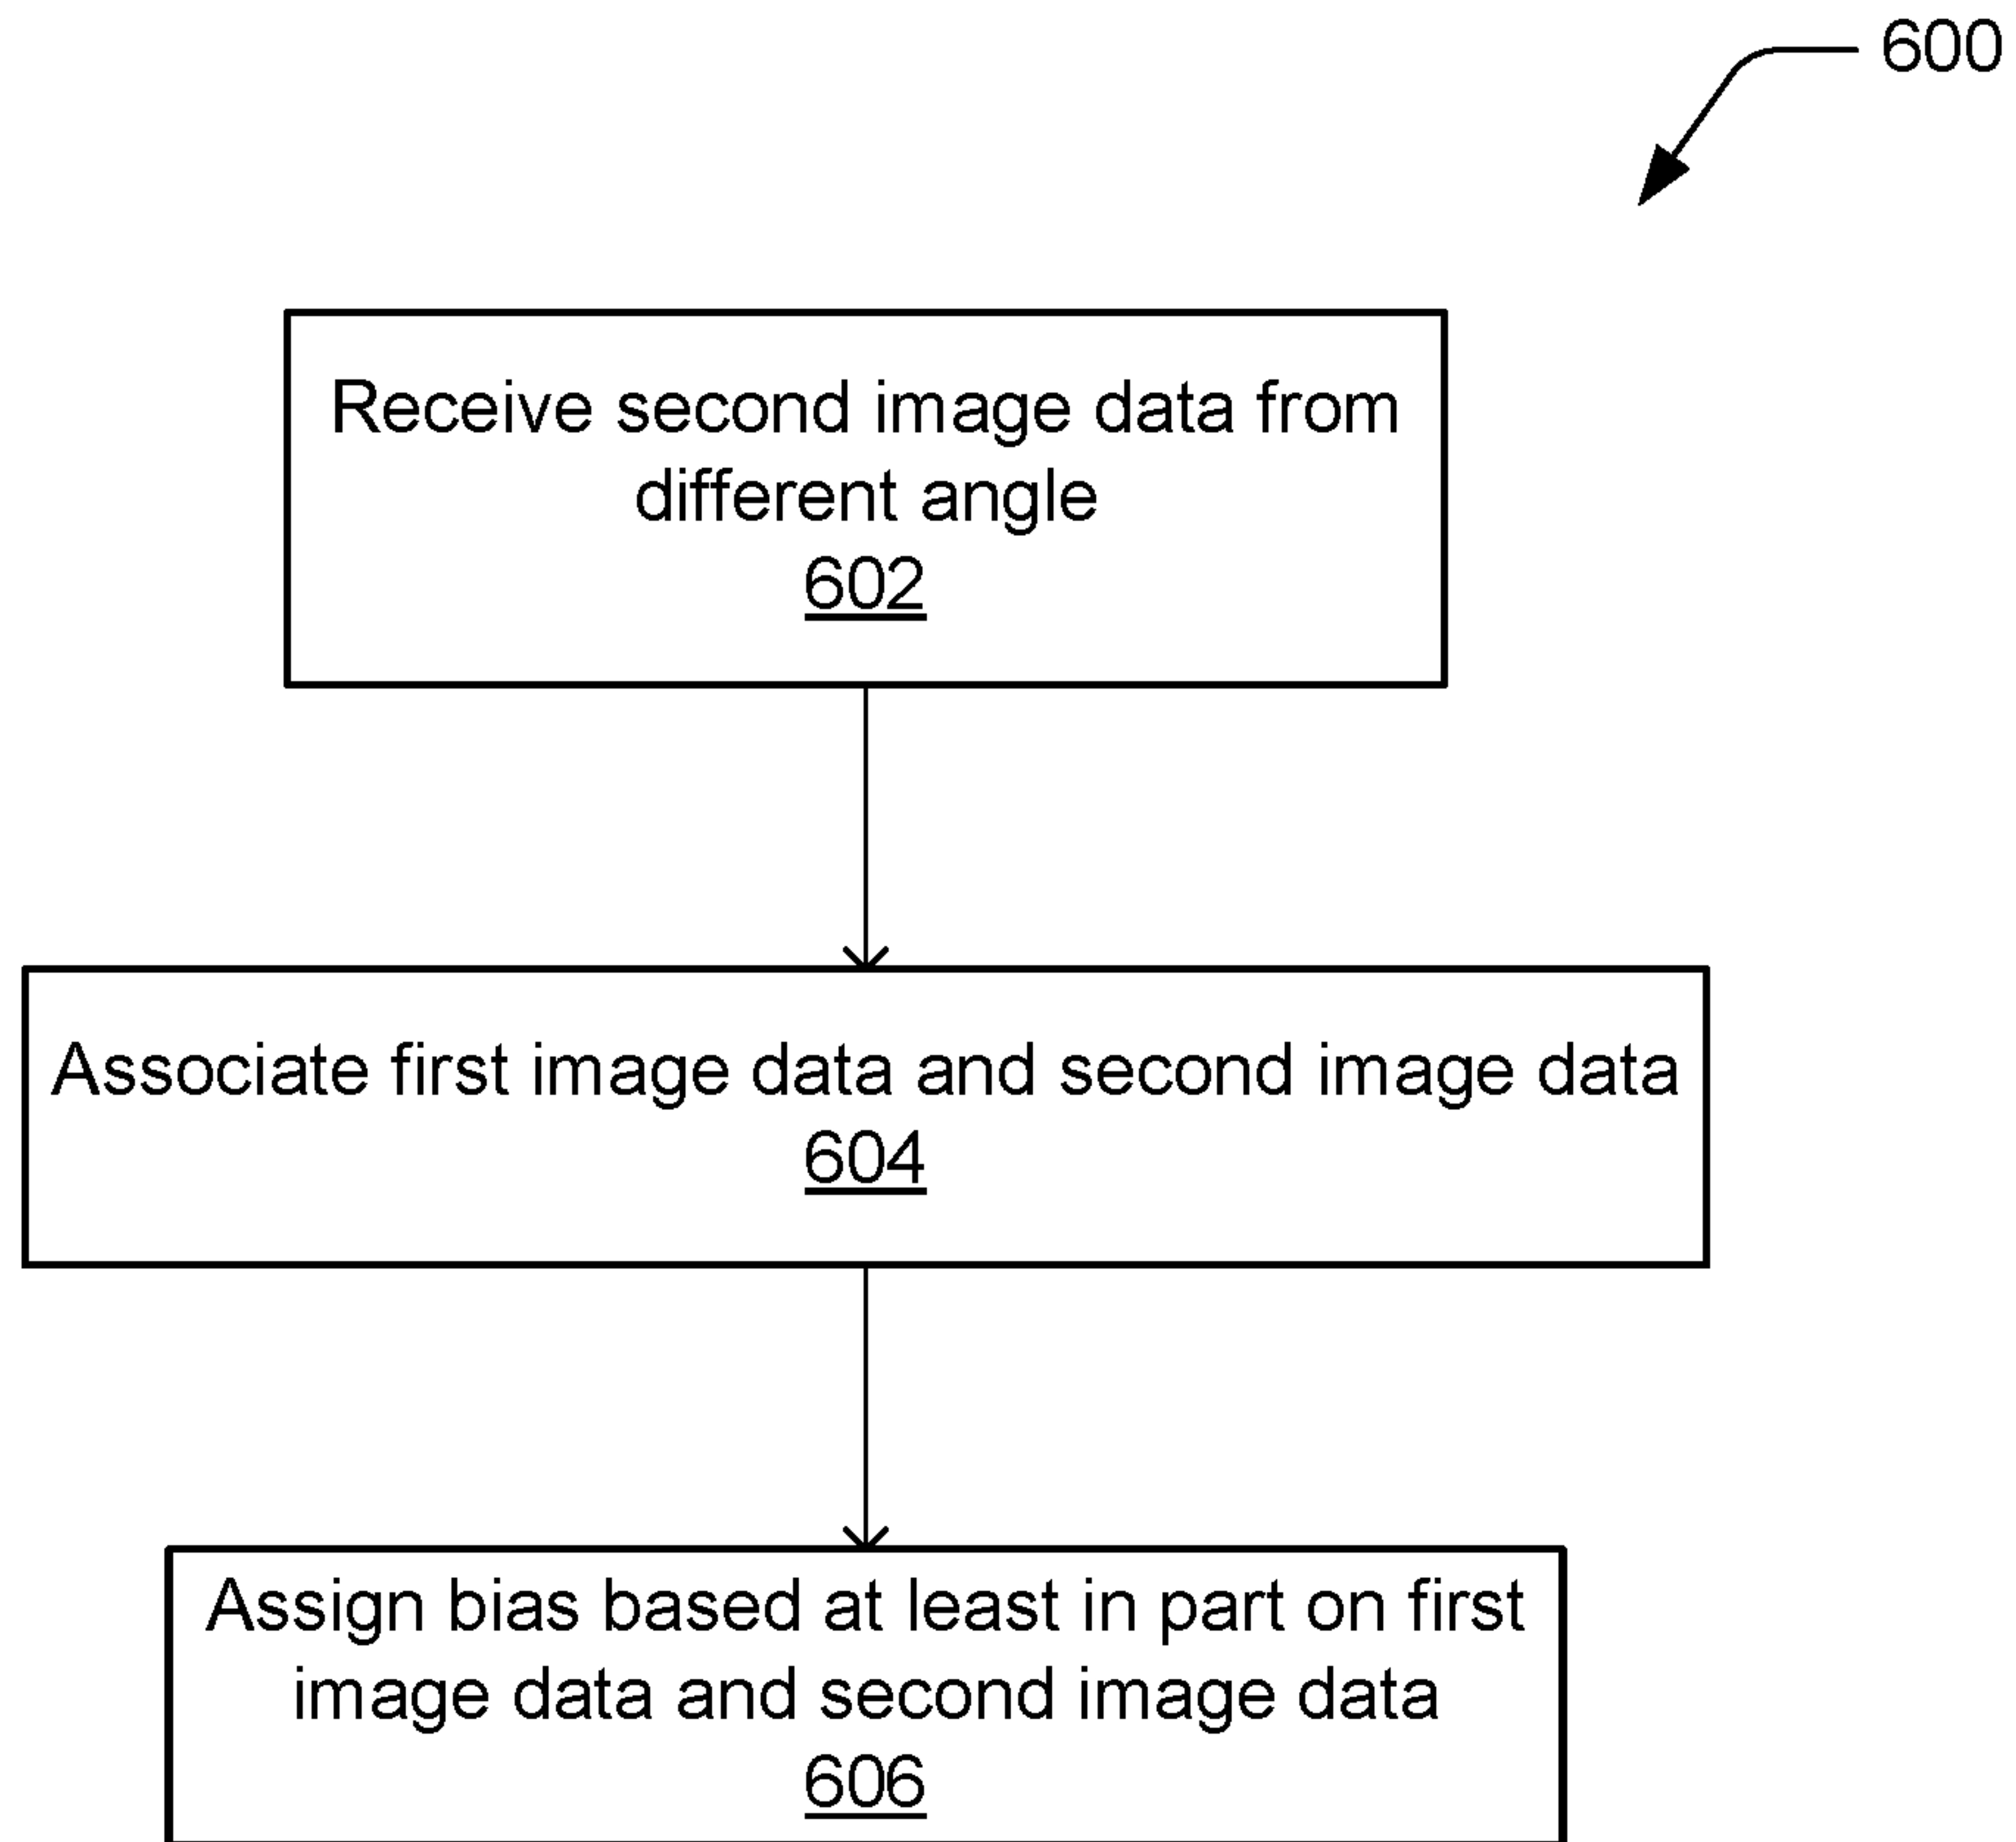 600
Receive second image data from
different angle
602
Associate first image data and second image data
604
Assign bias based at least in part on first
image data and second image data
606